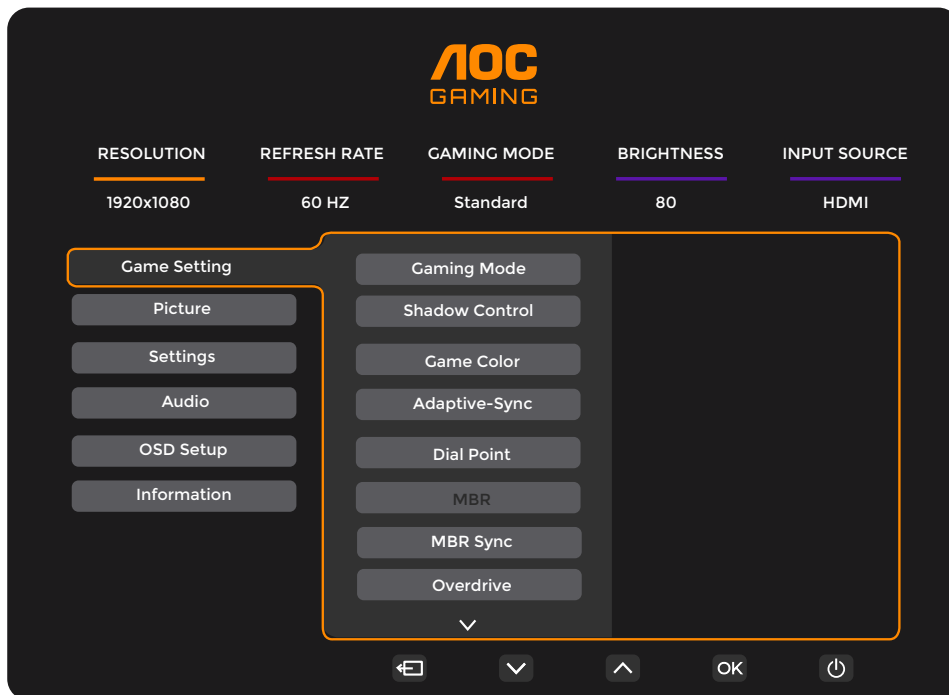 AOC
GAMING
RESOLUTION REFRESH RATE GAMING MODE BRIGHTNESS INPUT SOURCE
1920x1080 60 HZ Standard 80 HDMI
Game Setting
Picture
Settings
Audio
OSD Setup
Information
Gaming Mode
Shadow Control
Game Color
Adaptive-Sync
Dial Point
MBR
MBR Sync
Overdrive
OK